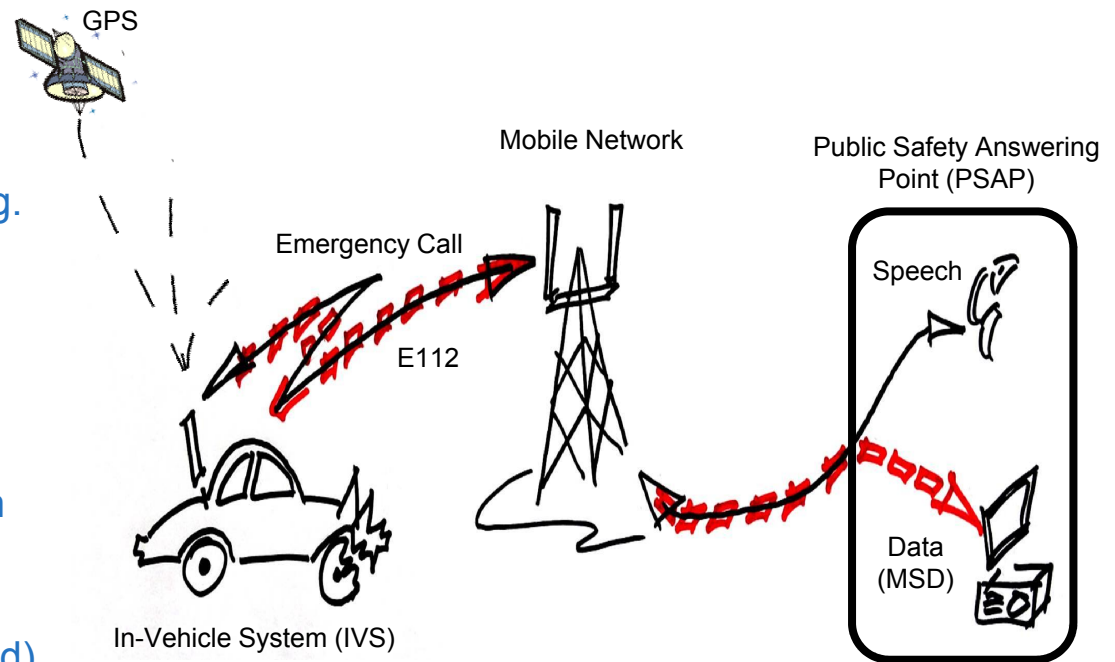 GPS
Mobile Network
Public Safety Answering
Point (PSAP)
g.
Emergency Call
Speech
E112
n
Data
(MSD)
In-Vehicle System (IVS)
d)